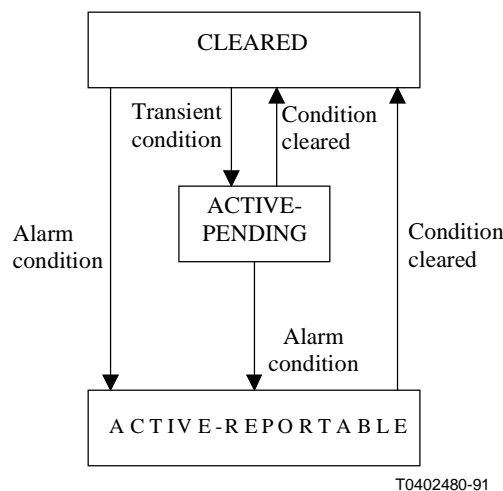 CLEARED
Transient
condition
Condition
cleared
ACTIVE-
PENDING
Alarm
condition
Condition
cleared
Alarm
condition
ACTIVE-REPORTABLE
T0402480-91